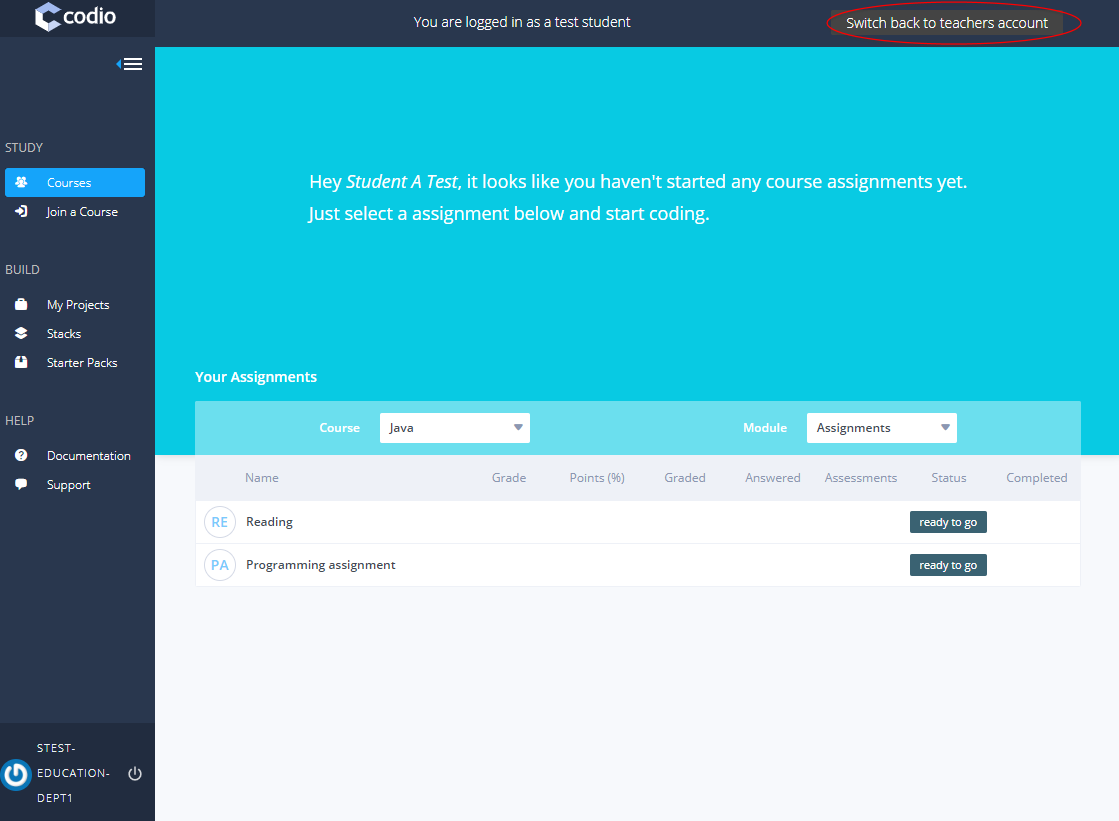 codio
You are logged in as a test student
Switch back to teachers account
STUDY
Courses
Join a Course
BUILD
My Projects
Stacks
Starter Packs
HELP
Documentation
Support
STEST-
EDUCATION-
DEPT1
Hey Student A Test, it looks like you haven't started any course assignments yet.
Just select a assignment below and start coding.
Your Assignments
Course Java Module Assignments
Name Grade Points (%) Graded Answered Assessments Status Completed
RE Reading ready to go
PA Programming assignment ready to go